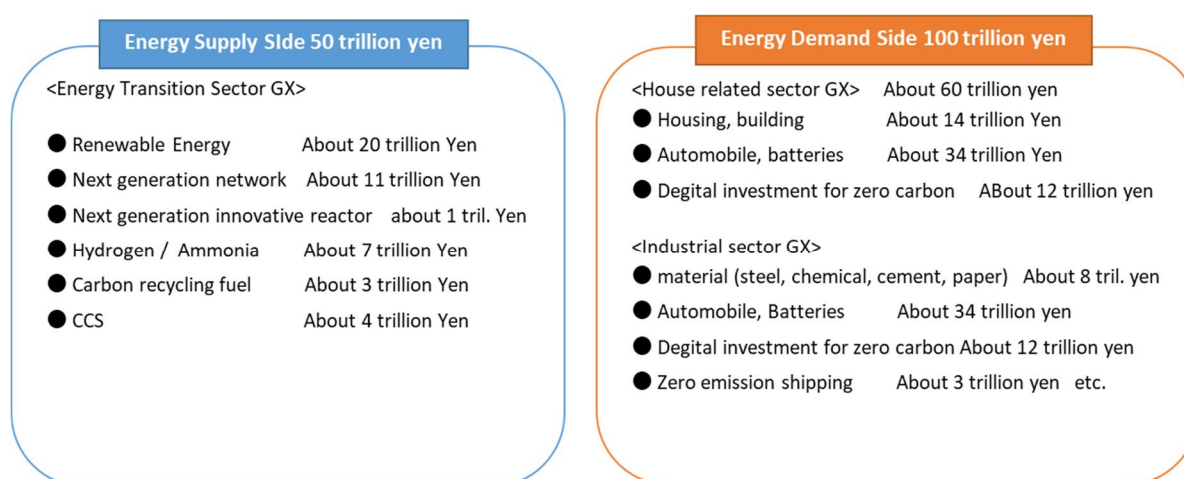 Energy Supply SIde 50 trillion yen
<Energy Transition Sector GX>
● Renewable Energy About 20 trillion Yen
● Next generation network About 11 trillion Yen
● Next generation innovative reactor about 1 tril. Yen
● Hydrogen / Ammonia About 7 trillion Yen
● Carbon recycling fuel About 3 trillion Yen
● CCS About 4 trillion Yen
Energy Demand Side 100 trillion yen
<House related sector GX> About 60 trillion yen
● Housing, building About 14 trillion Yen
● Automobile, batteries About 34 trillion Yen
● Degital investment for zero carbon ABout 12 trillion yen
<Industrial sector GX>
● material (steel, chemical, cement, paper) About 8 tril. yen
● Automobile, Batteries About 34 trillion yen
● Degital investment for zero carbon About 12 trillion yen
● Zero emission shipping About 3 trillion yen etc.